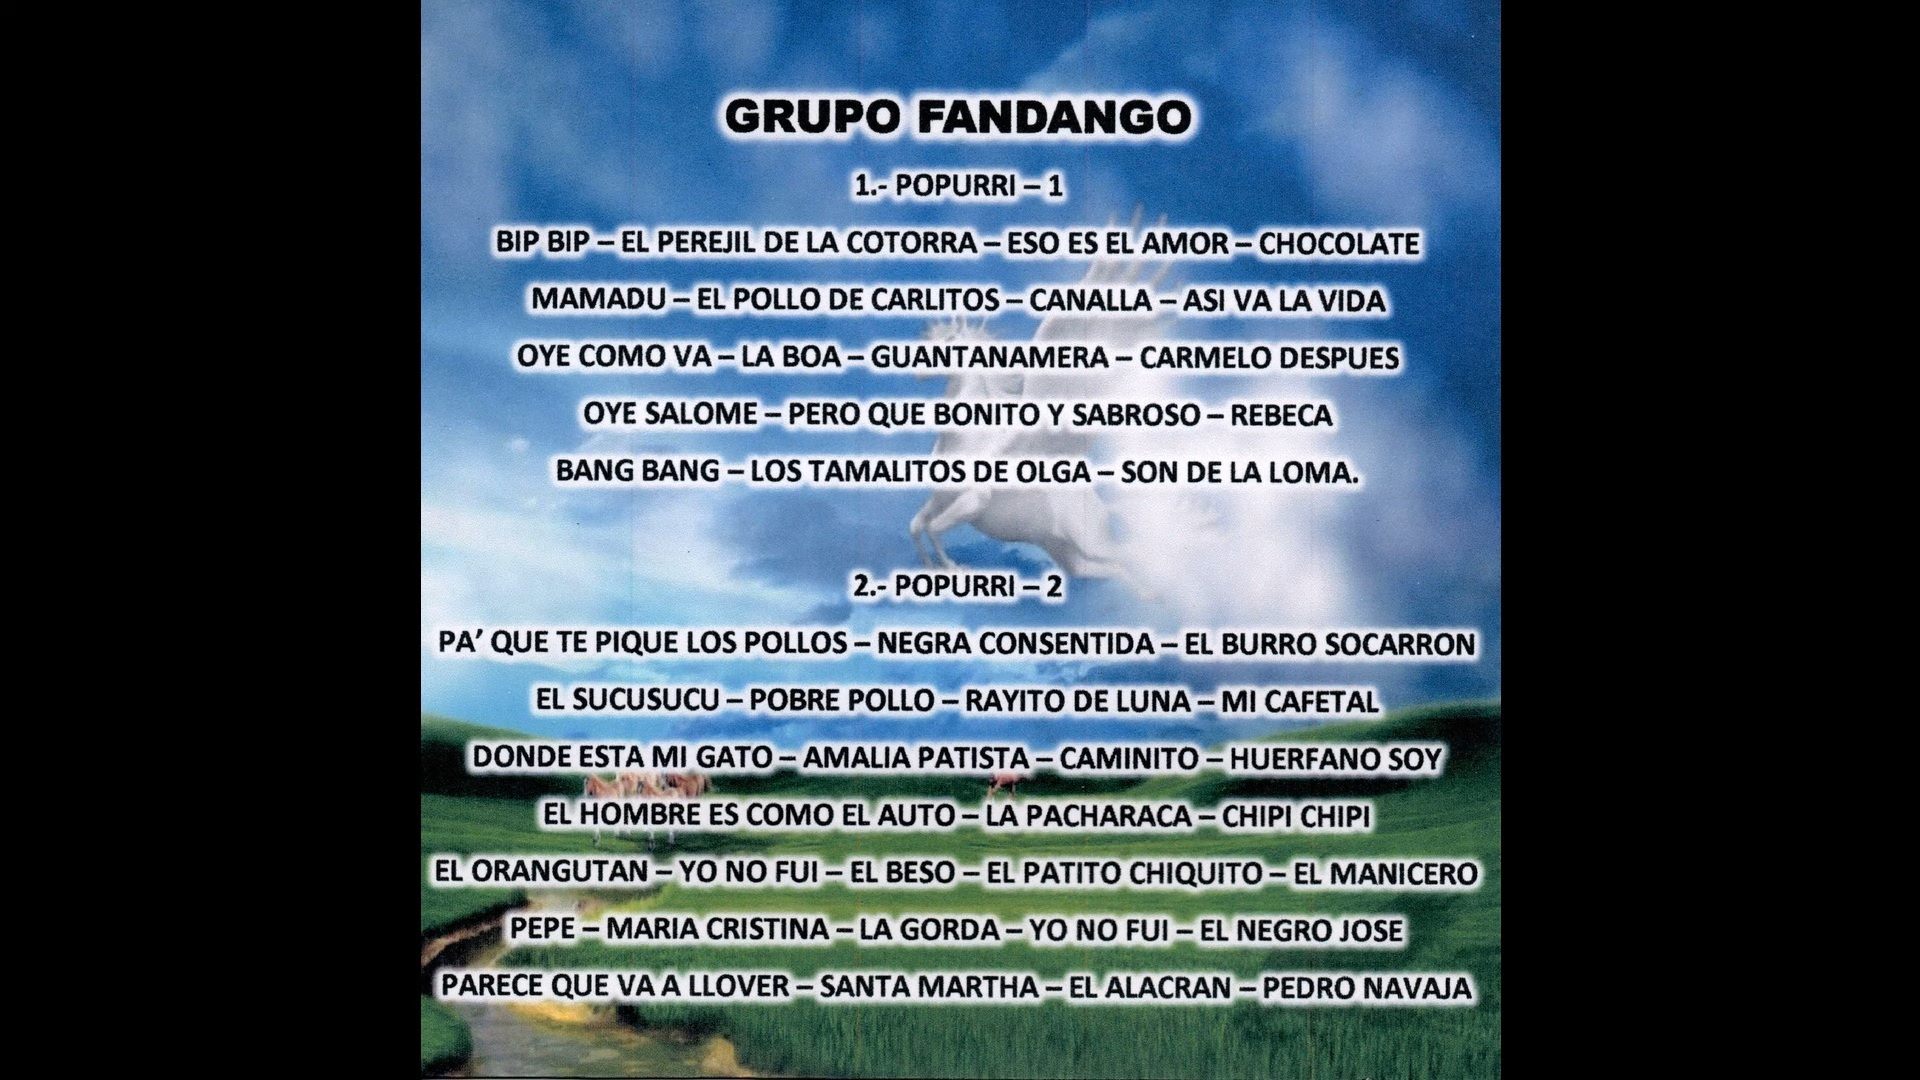 GRUPO FANDANGO
1.- POPURRI – 1
BIP BIP – EL PEREJIL DE LA COTORRA – ESO ES EL AMOR – CHOCOLATE
MAMADU – EL POLLO DE CARLITOS – CANALLA – ASI VA LA VIDA
OYE COMO VA – LA BOA – GUANTANAMERA – CARMELO DESPUES
OYE SALOME – PERO QUE BONITO Y SABROSO – REBECA
BANG BANG – LOS TAMALITOS DE OLGA – SON DE LA LOMA.
2.- POPURRI – 2
PA’ QUE TE PIQUE LOS POLLOS – NEGRA CONSENTIDA – EL BURRO SOCARRON
EL SUCUSUCU – POBRE POLLO – RAYITO DE LUNA – MI CAFETAL
DONDE ESTA MI GATO – AMALIA PATISTA – CAMINITO – HUERFANO SOY
EL HOMBRE ES COMO EL AUTO – LA PACHARACA – CHIPI CHIPI
EL ORANGUTAN – YO NO FUI – EL BESO – EL PATITO CHIQUITO – EL MANICERO
PEPE – MARIA CRISTINA – LA GORDA – YO NO FUI – EL NEGRO JOSE
PARECE QUE VA A LLOVER – SANTA MARTHA – EL ALACRAN – PEDRO NAVAJA